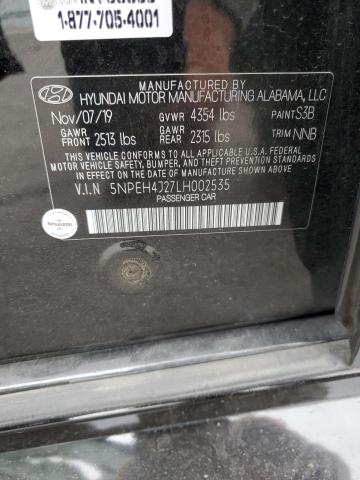 1-877-705-4001
MANUFACTURED BY
HYUNDAI MOTOR MANUFACTURING ALABAMA, LLC
Nov/07/19 GVWR 4354 lbs PAINT S3B
GAWR FRONT 2513 lbs GAWR REAR 2315 lbs TRIM NNB
THIS VEHICLE CONFORMS TO ALL APPLICABLE U.S. FEDERAL
MOTOR VEHICLE SAFETY, BUMPER, AND THEFT PREVENTION STANDARDS
IN EFFECT ON THE DATE OF MANUFACTURE SHOWN ABOVE.
V.I.N 5NPEH4J27LH002535
PASSENGER CAR